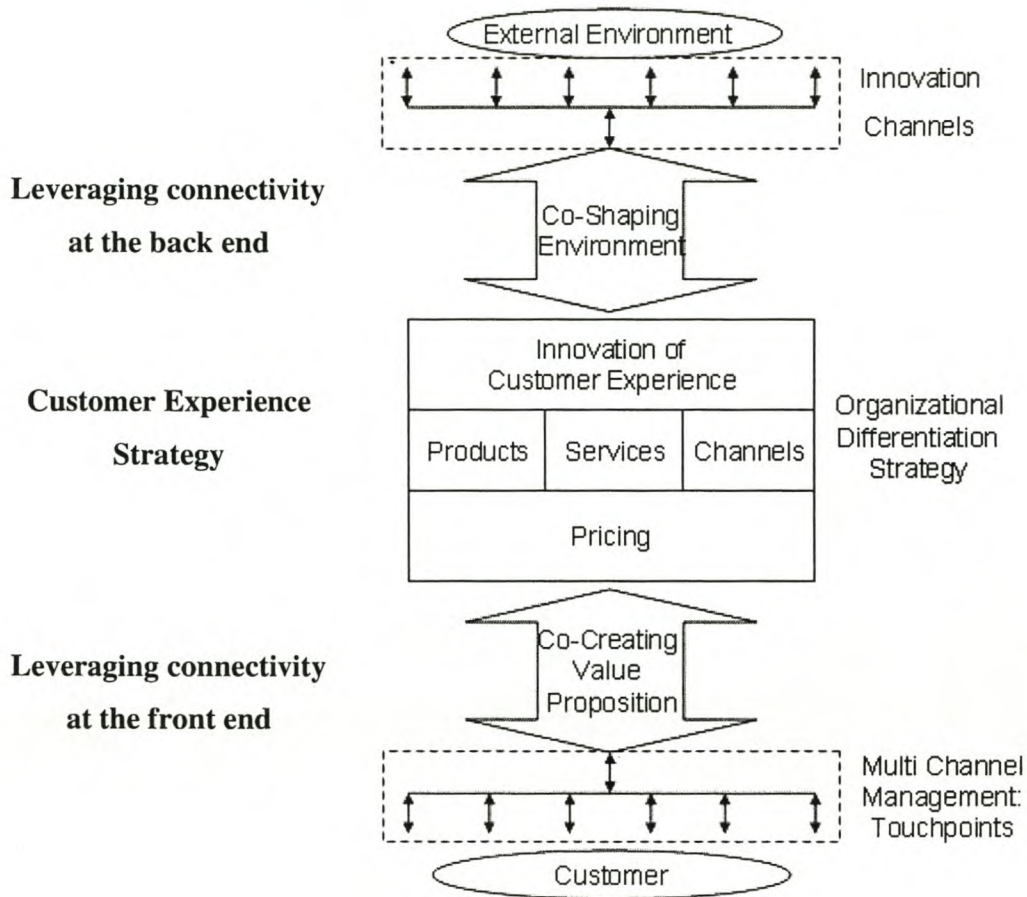 External Environment
Innovation
Channels
Leveraging connectivity
at the back end
Co-Shaping
Environment
Innovation of
Customer Experience
Customer Experience
Strategy
Products
Services
Channels
Organizational
Differentiation
Strategy
Pricing
Leveraging connectivity
at the front end
Co-Creating
Value
Proposition
Multi Channel
Management:
Touchpoints
Customer